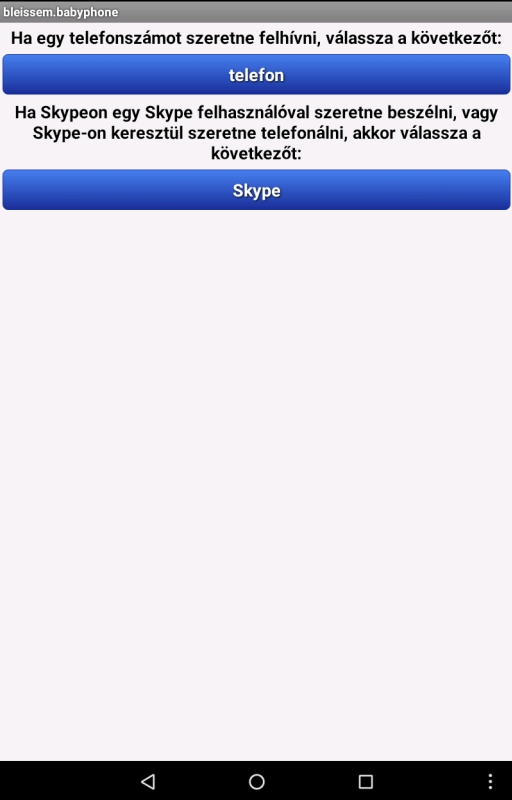 bleissem.babyphone
Ha egy telefonszámot szeretne felhívni, válassza a következőt:
telefon
Ha Skypeon egy Skype felhasználóval szeretne beszélni, vagy
Skype-on keresztül szeretne telefonálni, akkor válassza a
következőt:
Skype